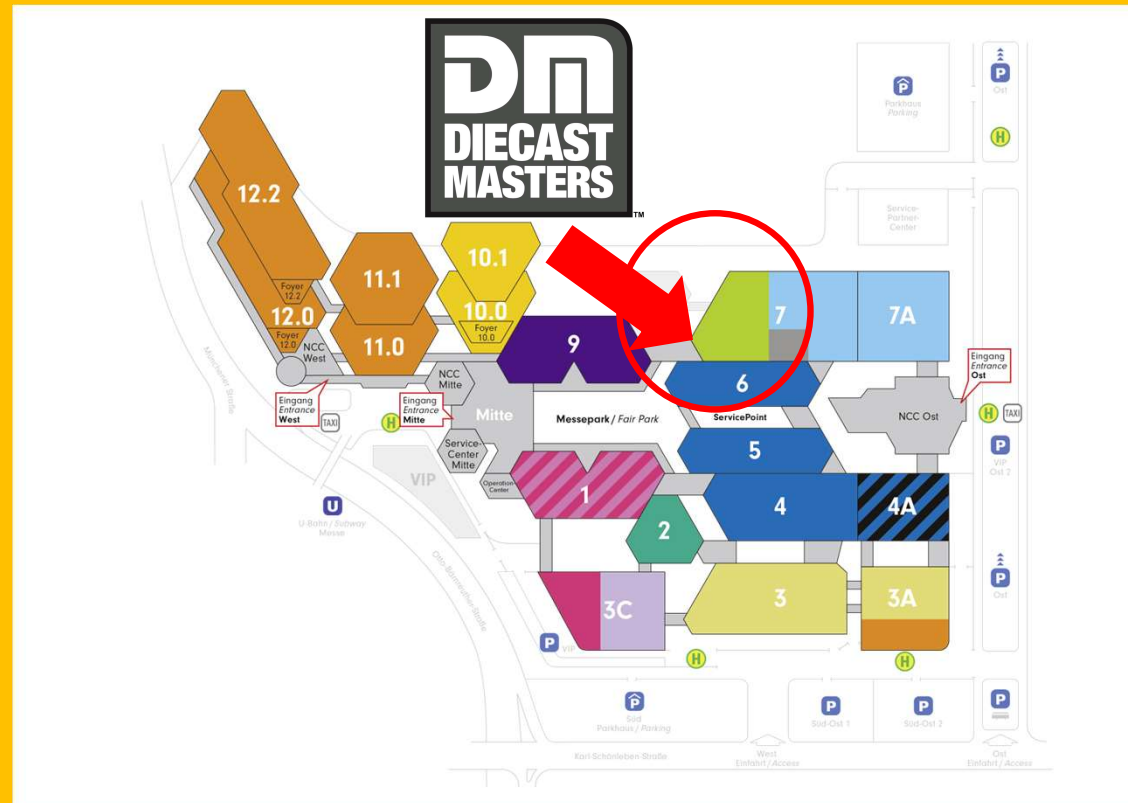 DM
DIECAST
MASTERS
TM
P
Ost
H
P
Parkhaus
Parking
Service-
Partner-
Center
12.2
Foyer
12.2
12.0
Foyer
12.0
NCC
West
11.1
11.0
10.1
10.0
Foyer
10.0
9
7
7A
6
ServicePoint
5
4
4A
NCC Ost
Eingang
Entrance
Ost
H
TAXI
P
VIP
Ost 2
Eingang
Entrance
West
TAXI
H
NCC
Mitte
Eingang
Entrance
Mitte
Mitte
Messepark / Fair Park
Service-
Center
Mitte
Operation-
Center
VIP
U
U-Bahn / Subway
Messe
Münchener Straße
Otto-Bärnreuther-Straße
1
2
3C
3
3A
P
Ost
P VIP
H
H
P
Süd
Parkhaus / Parking
P
Süd-Ost 1
P
Süd-Ost 2
P
Karl-Schönleben-Straße
West
Einfahrt / Access
Ost
Einfahrt / Access